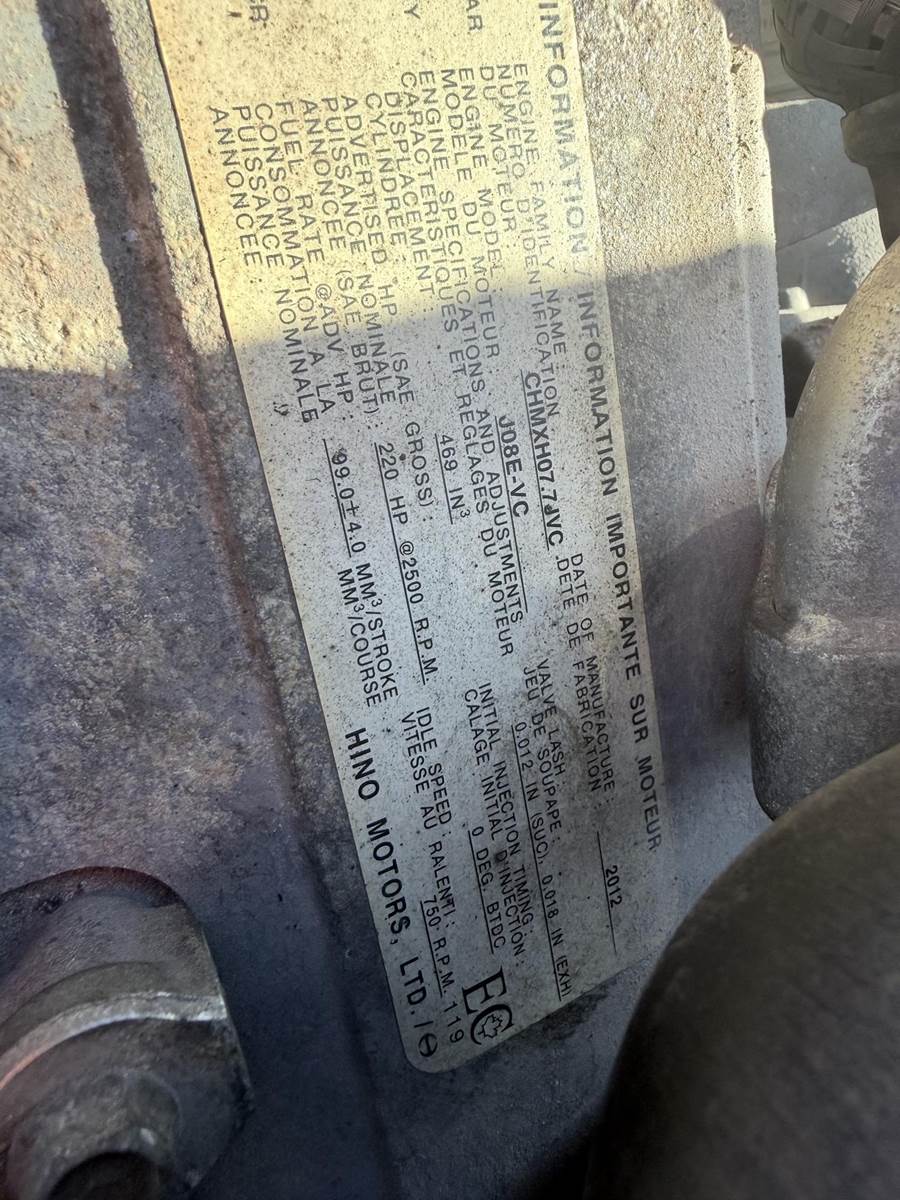 INFORMATION / INFORMATION IMPORTANTE SUR MOTEUR
ENGINE FAMILY NAME :
NUMERO D'IDENTIFICATION
DU MOTEUR :
CHMXH07.7JVC
DATE OF MANUFACTURE :
DETE DE FABRICATION :
2012
ENGINE MODEL :
MODELE DU MOTEUR :
J08E-VC
ENGINE SPECIFICATIONS AND ADJUSTMENTS
CARACTERISTIQUES ET REGLAGES DU MOTEUR
DISPLACEMENT :
CYLINDREE :
469 IN³
VALVE LASH :
JEU DE SOUPAPE :
0.012 IN (SUC), 0.018 IN (EXH)
ADVERTISED HP (SAE GROSS) :
PUISSANCE NOMINALE
ANNONCEE (SAE BRUT) :
220 HP @2500 R.P.M.
INITIAL INJECTION TIMING :
CALAGE INITIAL D'INJECTION :
0 DEG. BTDC
FUEL RATE @ADV HP :
CONSOMMATION A LA
PUISSANCE NOMINALE
ANNONCEE :
99.0±4.0 MM³/STROKE
MM³/COURSE
IDLE SPEED :
VITESSE AU RALENTI :
750 R.P.M.
119
HINO MOTORS, LTD. /